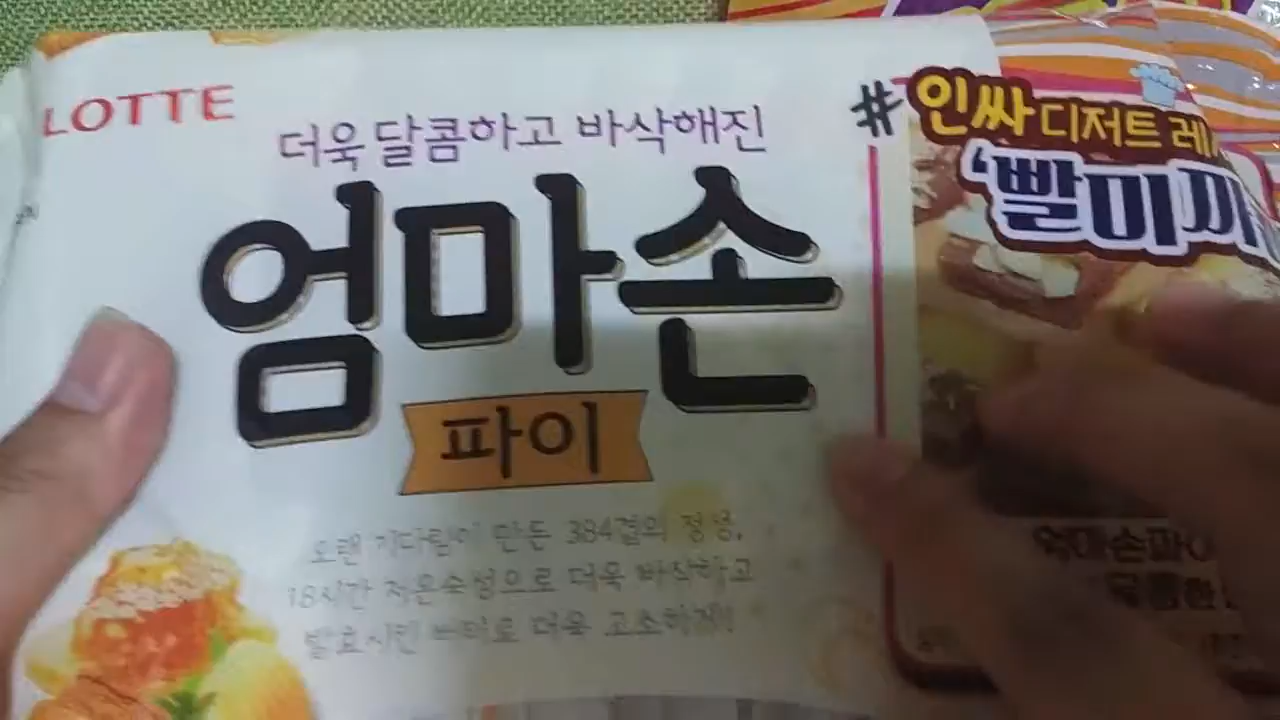 LOTTE
더욱 달콤하고 바삭해진
엄마손
파이
오랜 기다림이 만든 384겹의 정성,
18시간 저온숙성으로 더욱 바삭하고
발효시킨 버터로 더욱 고소하게!
#인싸 디저트
'빨미까
엄마손파이